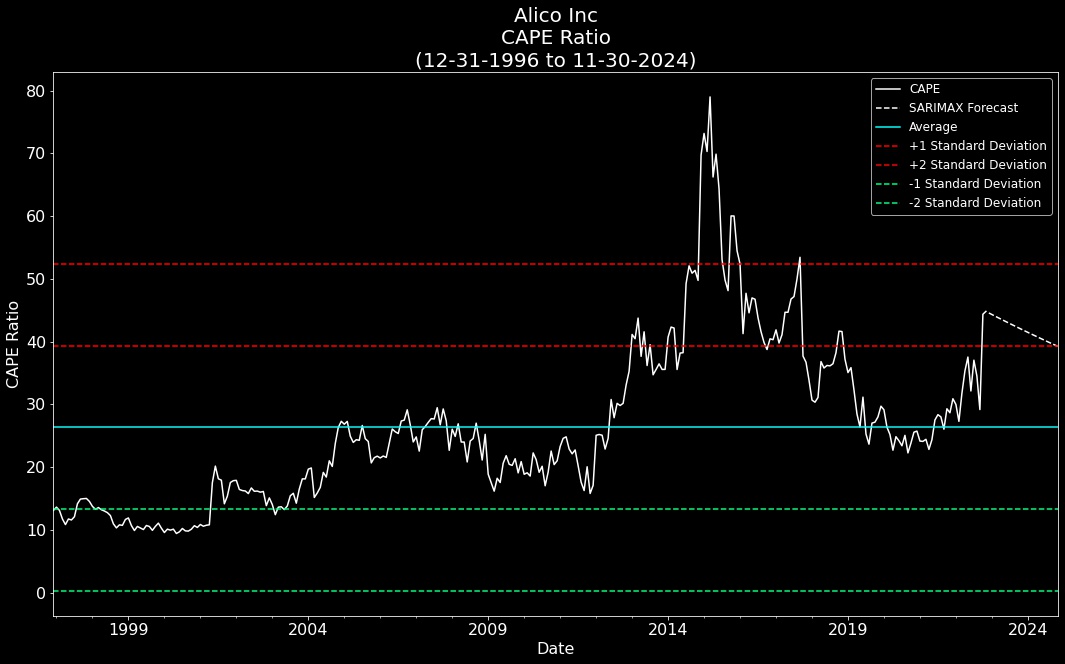 Alico Inc
CAPE Ratio
(12-31-1996 to 11-30-2024)
CAPE
SARIMAX Forecast
Average
+1 Standard Deviation
+2 Standard Deviation
-1 Standard Deviation
-2 Standard Deviation
CAPE Ratio
80
70
60
50
40
30
20
10
0
1999
2004
2009
2014
2019
2024
Date